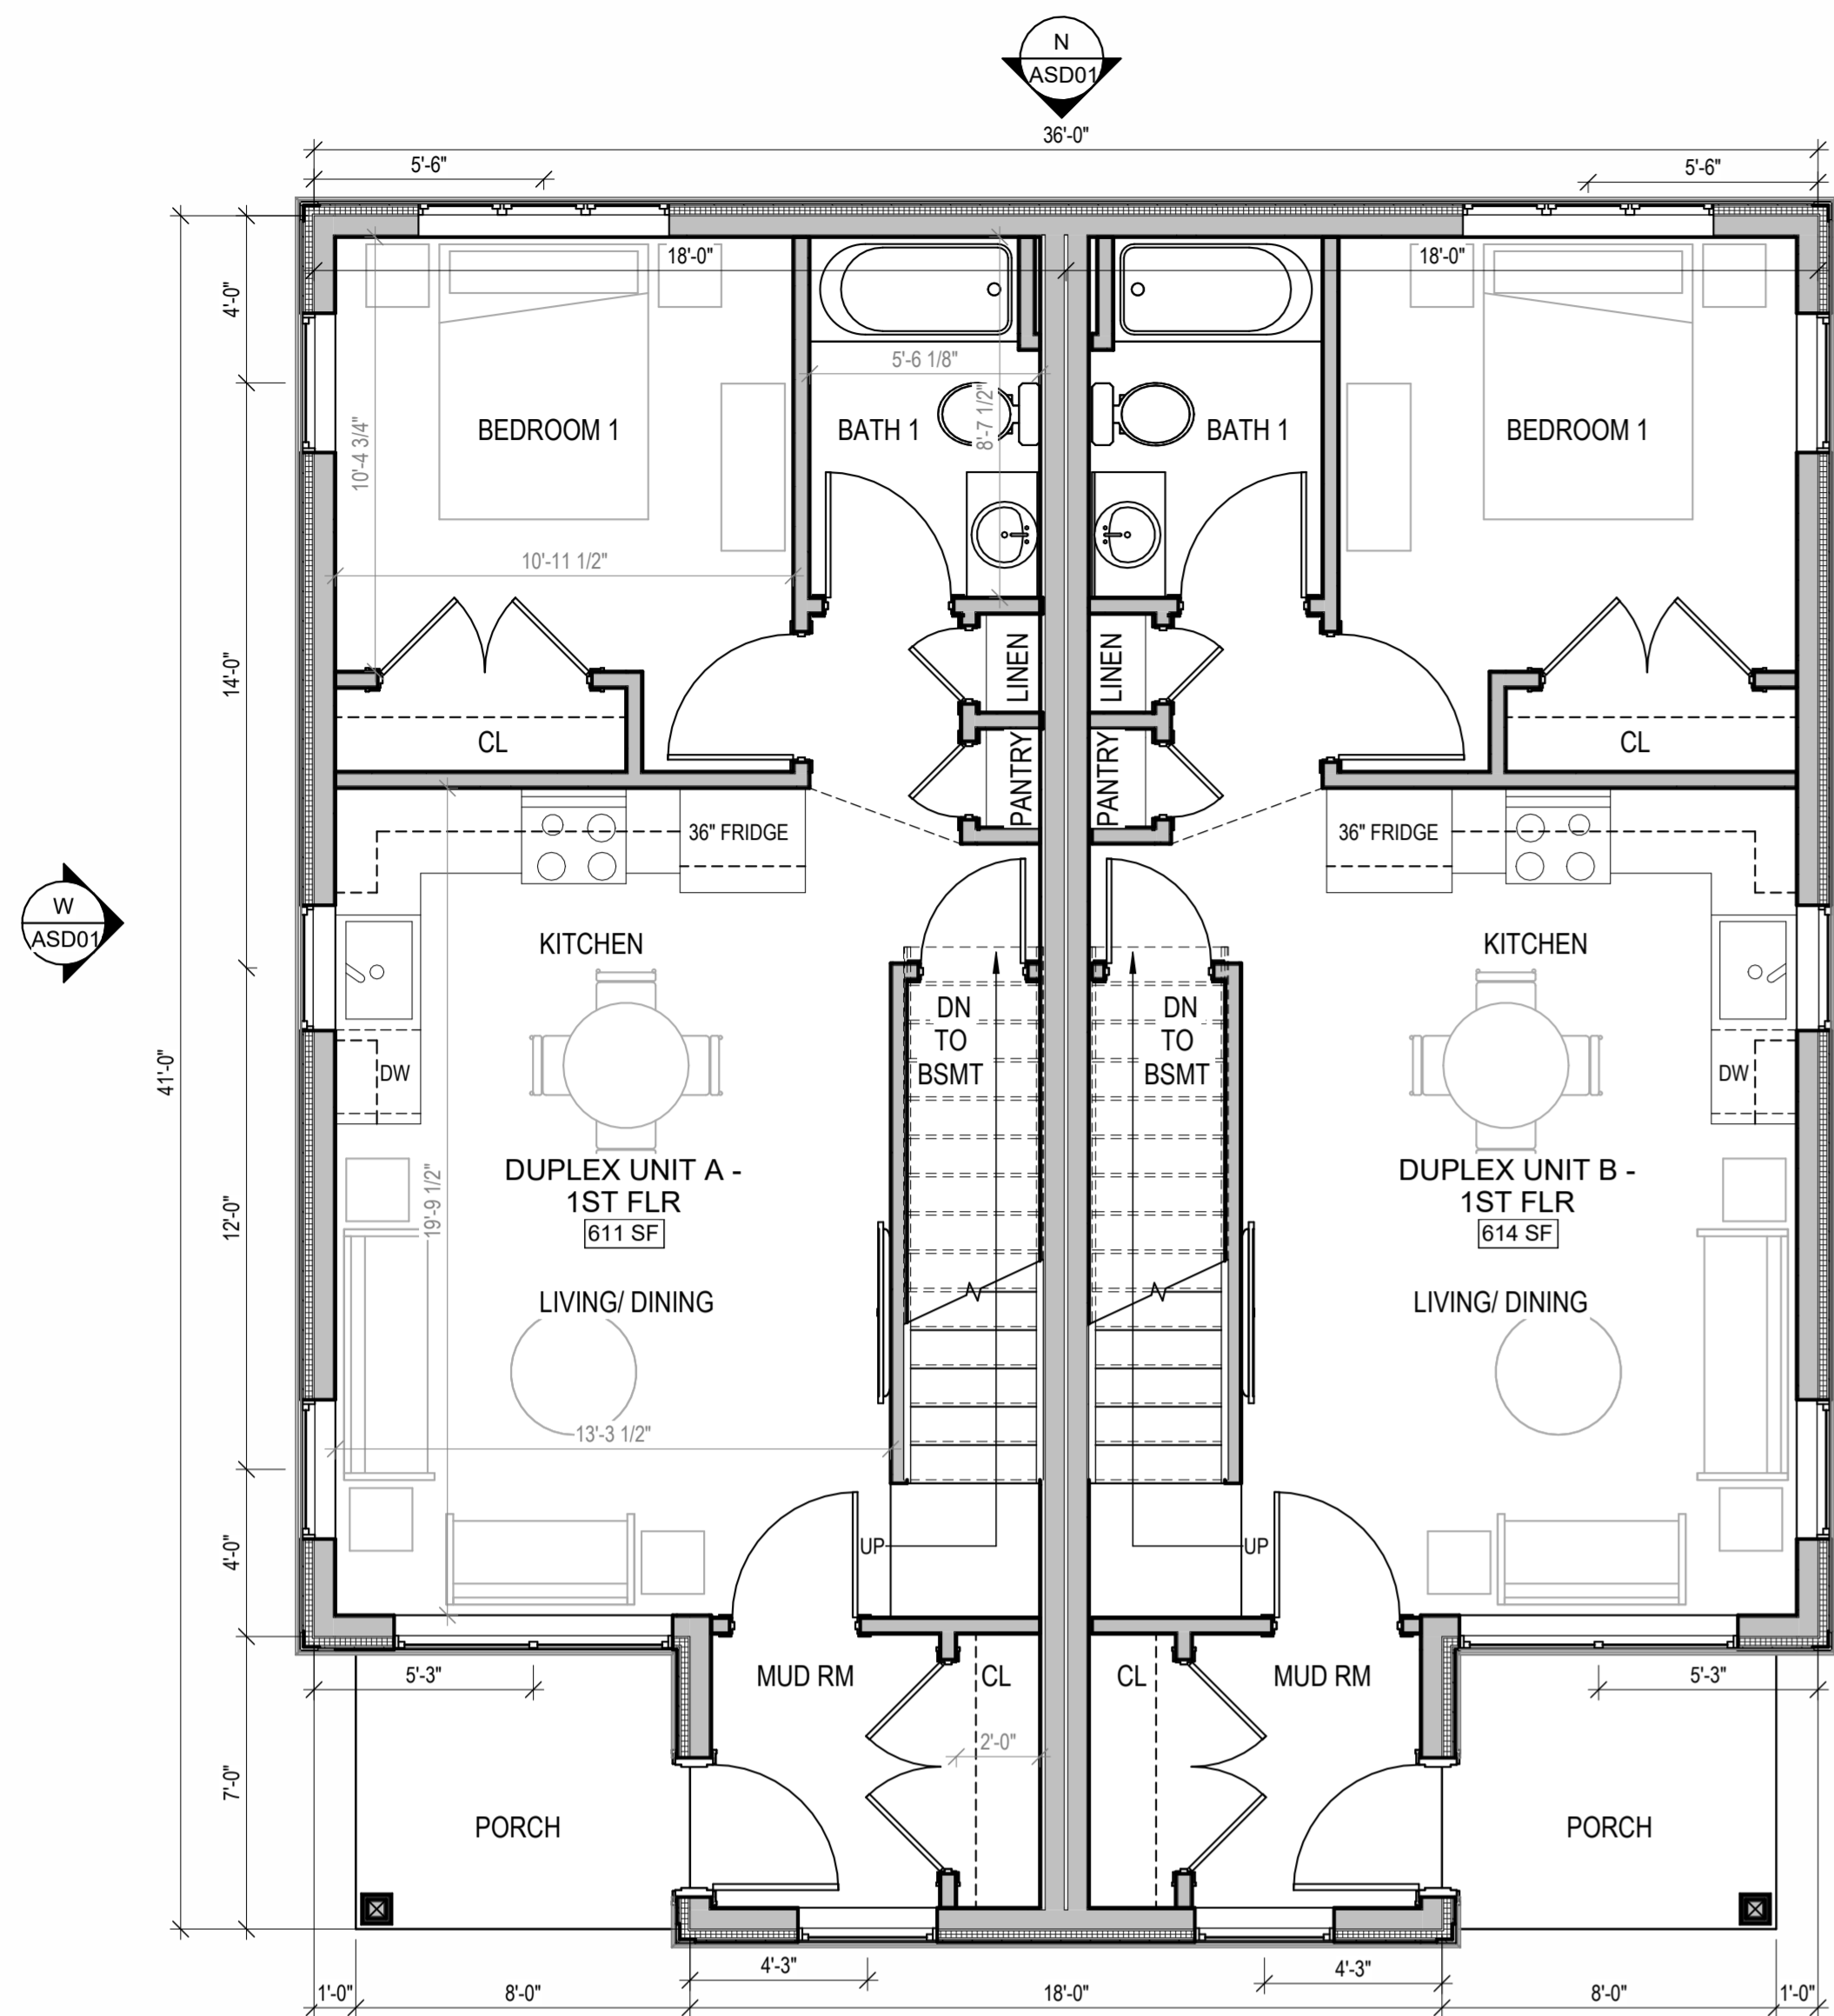 N
ASD01
36'-0"
5'-6"
5'-6"
18'-0"
18'-0"
4'-0"
5'-6 1/8"
8'-7 1/2"
10'-4 3/4"
BEDROOM 1
BATH 1
BATH 1
BEDROOM 1
10'-11 1/2"
14'-0"
LINEN
LINEN
CL
PANTRY
PANTRY
CL
36" FRIDGE
36" FRIDGE
W
ASD01
KITCHEN
KITCHEN
DN
TO
BSMT
DN
TO
BSMT
41'-0"
DW
DW
DUPLEX UNIT A -
1ST FLR
611 SF
DUPLEX UNIT B -
1ST FLR
614 SF
12'-0"
19'-9 1/2"
LIVING/ DINING
LIVING/ DINING
13'-3 1/2"
4'-0"
UP
UP
5'-3"
MUD RM
CL
CL
MUD RM
5'-3"
2'-0"
7'-0"
PORCH
PORCH
4'-3"
4'-3"
1'-0"
8'-0"
18'-0"
8'-0"
1'-0"